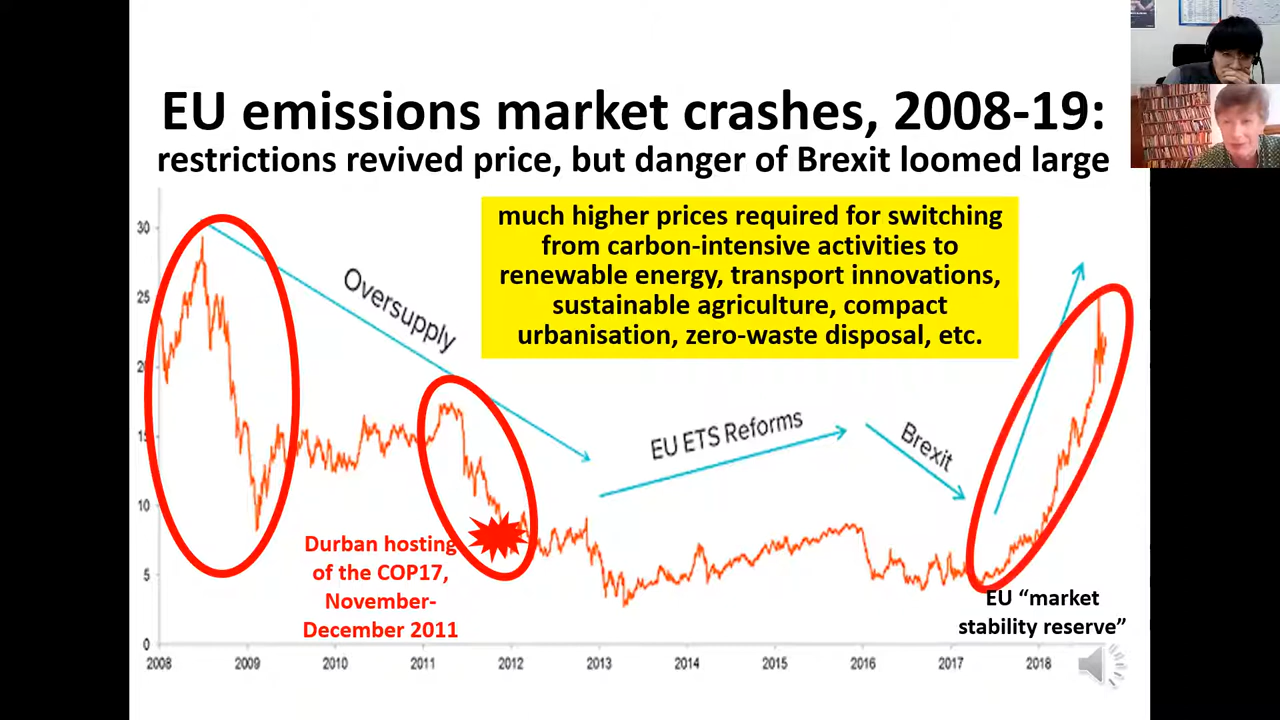 EU emissions market crashes, 2008-19:
restrictions revived price, but danger of Brexit loomed large
much higher prices required for switching
from carbon-intensive activities to
renewable energy, transport innovations,
sustainable agriculture, compact
urbanisation, zero-waste disposal, etc.
30
25
20
15
10
5
0
Oversupply
EU ETS Reforms
Brexit
Durban hosting
of the COP17,
November-
December 2011
EU “market
stability reserve”
2008 2009 2010 2011 2012 2013 2014 2015 2016 2017 2018